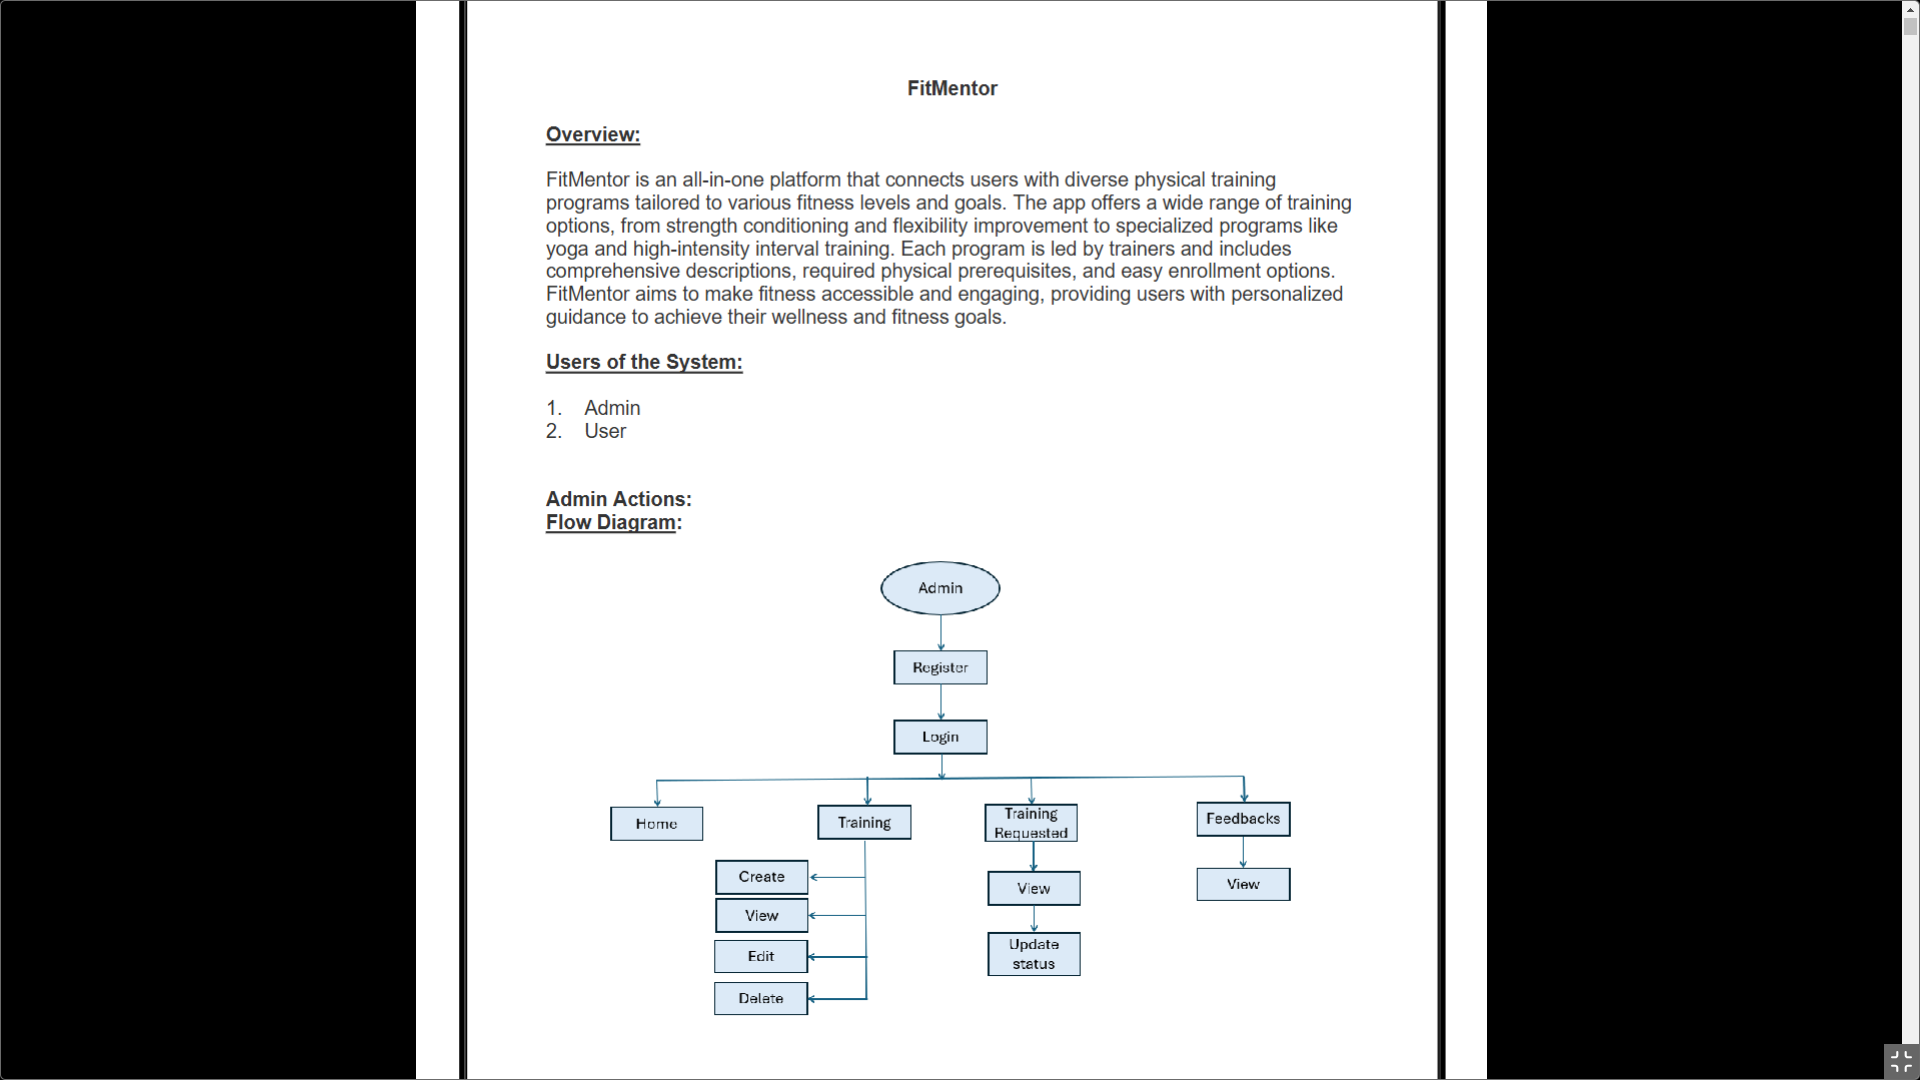 FitMentor
Overview:
FitMentor is an all-in-one platform that connects users with diverse physical training
programs tailored to various fitness levels and goals. The app offers a wide range of training
options, from strength conditioning and flexibility improvement to specialized programs like
yoga and high-intensity interval training. Each program is led by trainers and includes
comprehensive descriptions, required physical prerequisites, and easy enrollment options.
FitMentor aims to make fitness accessible and engaging, providing users with personalized
guidance to achieve their wellness and fitness goals.
Users of the System:
1. Admin
2. User
Admin Actions:
Flow Diagram:
Admin
Register
Login
Home
Training
Training
Requested
Feedbacks
Create
View
Edit
Delete
View
Update
status
View